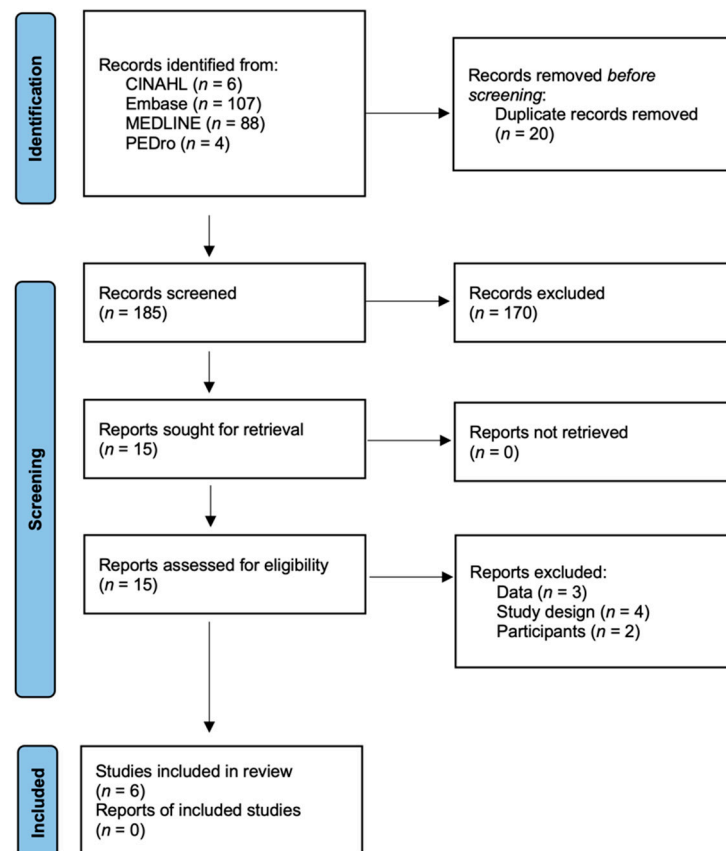 Identification
Records identified from:
CINAHL (n = 6)
Embase (n = 107)
MEDLINE (n = 88)
PEDro (n = 4)
Records removed before
screening:
Duplicate records removed
(n = 20)
Screening
Records screened
(n = 185)
Records excluded
(n = 170)
Reports sought for retrieval
(n = 15)
Reports not retrieved
(n = 0)
Reports assessed for eligibility
(n = 15)
Reports excluded:
Data (n = 3)
Study design (n = 4)
Participants (n = 2)
Included
Studies included in review
(n = 6)
Reports of included studies
(n = 0)